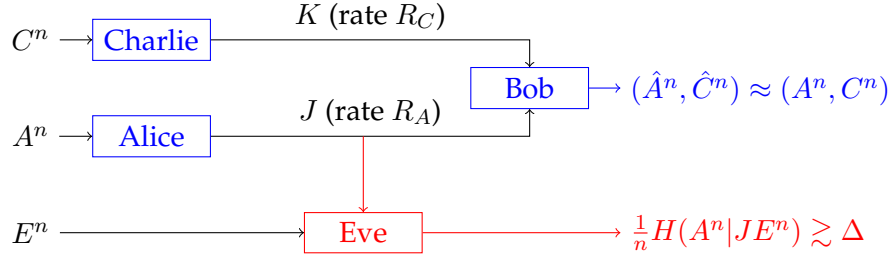 K (rate R_C)
C^n Charlie
Bob (Â^n, Ĉ^n) ≈ (A^n, C^n)
J (rate R_A)
A^n Alice
E^n Eve 1/n H(A^n|JE^n) ≳ Δ